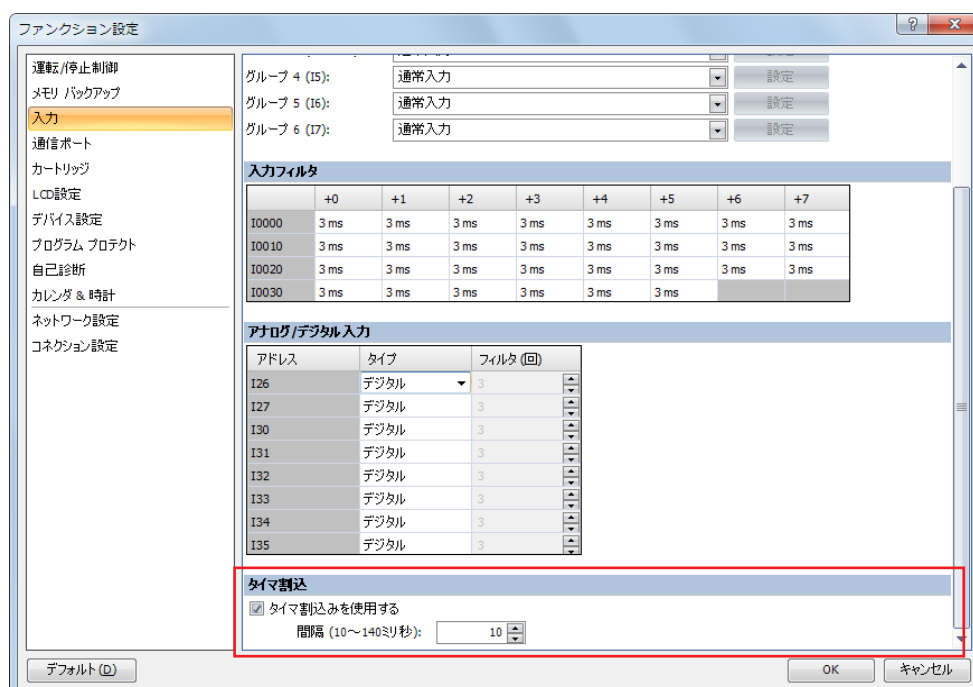 ファンクション設定
運転/停止制御
メモリ バックアップ
入力
通信ポート
カートリッジ
LCD設定
デバイス設定
プログラム プロテクト
自己診断
カレンダ & 時計
ネットワーク設定
コネクション設定
グループ 4 (I5): 通常入力 設定
グループ 5 (I6): 通常入力 設定
グループ 6 (I7): 通常入力 設定
入力フィルタ
+0 +1 +2 +3 +4 +5 +6 +7
I0000 3 ms 3 ms 3 ms 3 ms 3 ms 3 ms 3 ms 3 ms
I0010 3 ms 3 ms 3 ms 3 ms 3 ms 3 ms 3 ms 3 ms
I0020 3 ms 3 ms 3 ms 3 ms 3 ms 3 ms 3 ms 3 ms
I0030 3 ms 3 ms 3 ms 3 ms 3 ms 3 ms
アナログ/デジタル入力
アドレス タイプ フィルタ (回)
I26 デジタル 3
I27 デジタル 3
I30 デジタル 3
I31 デジタル 3
I32 デジタル 3
I33 デジタル 3
I34 デジタル 3
I35 デジタル 3
タイマ割込
タイマ割込みを使用する
間隔 (10～140ミリ秒): 10
デフォルト(D) OK キャンセル